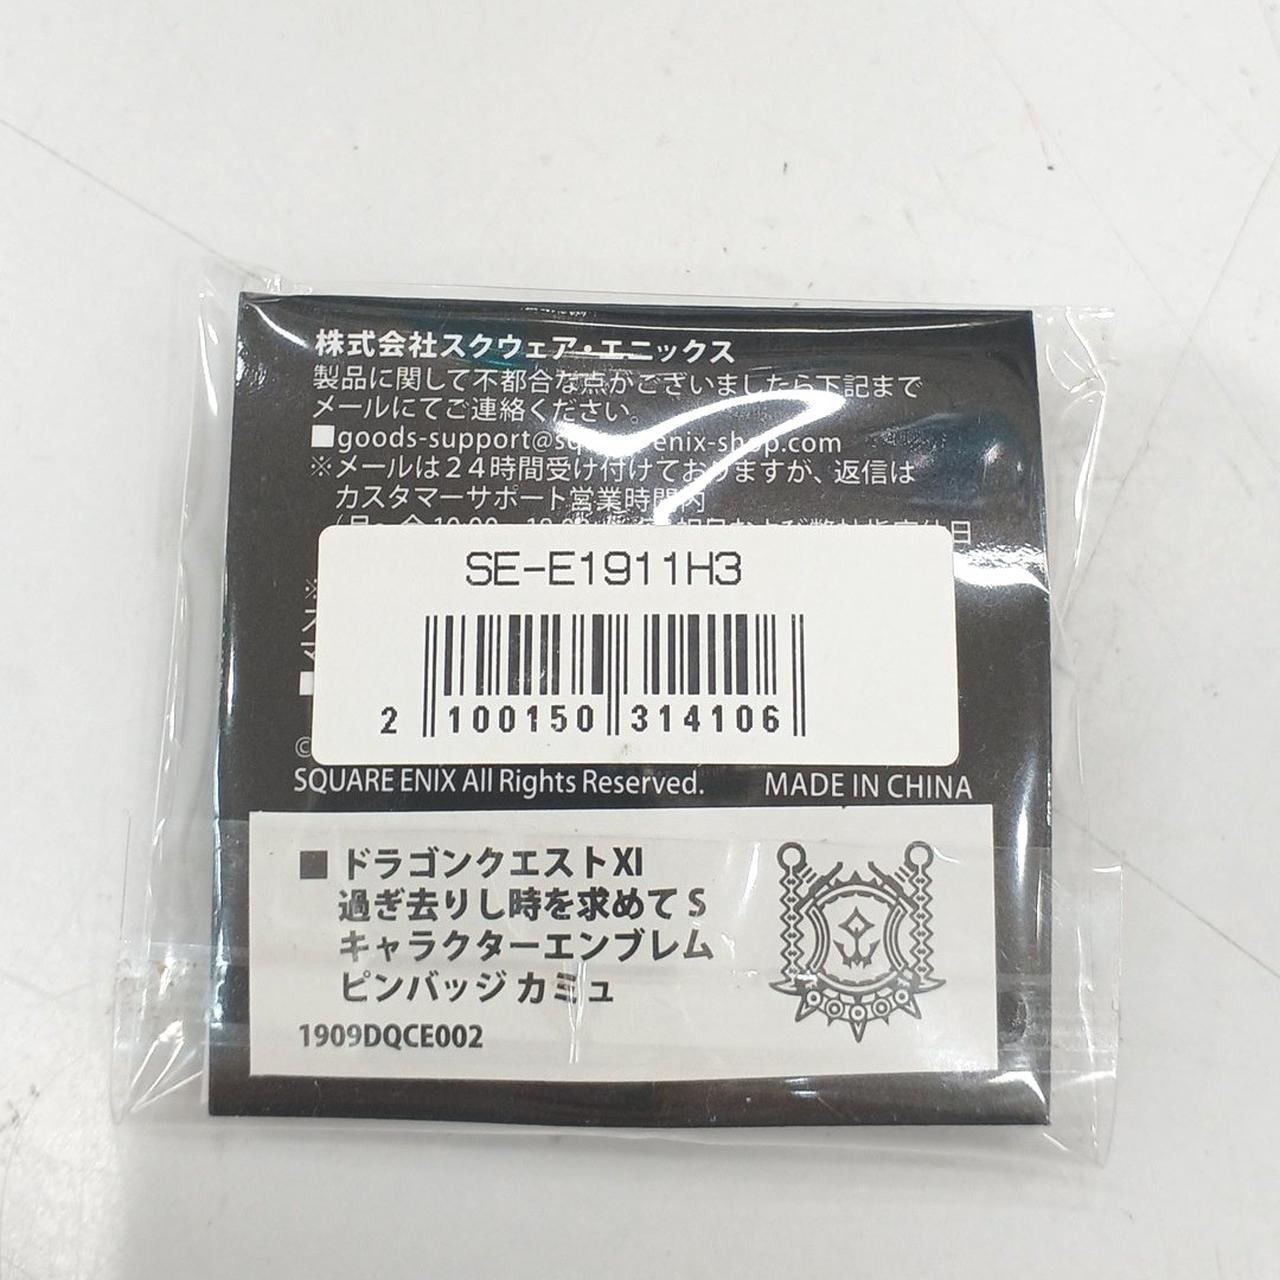 株式会社スクウェア・エニックス
製品に関して不都合な点がございましたら下記まで
メールにてご連絡ください。
■goods-support@square-enix-shop.com
※メールは24時間受け付けておりますが、返信は
カスタマーサポート営業時間内
SE-E1911H3
2 100150 314106
©
SQUARE ENIX All Rights Reserved. MADE IN CHINA
■ ドラゴンクエストXI
過ぎ去りし時を求めて S
キャラクターエンブレム
ピンバッジ カミュ
1909DQCE002